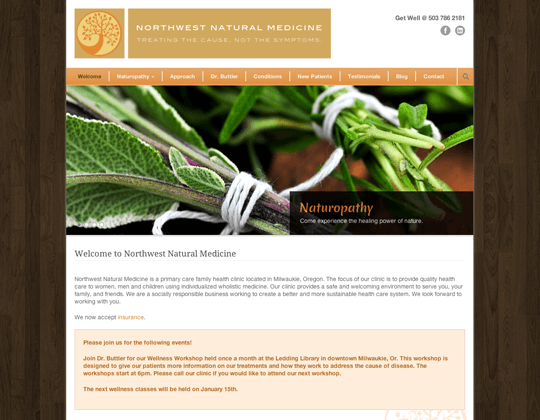 NORTHWEST NATURAL MEDICINE
TREATING THE CAUSE, NOT THE SYMPTOMS.
Get Well @ 503 786 2181
Welcome Naturopathy » Approach Dr. Buttler Conditions New Patients Testimonials Blog Contact
Naturopathy
Come experience the healing power of nature.
Welcome to Northwest Natural Medicine
Northwest Natural Medicine is a primary care family health clinic located in Milwaukie, Oregon. The focus of our clinic is to provide quality health
care to women, men and children using individualized wholistic medicine. Our clinic provides a safe and welcoming environment to serve you, your
family, and friends. We are a socially responsible business working to create a better and more sustainable health care system. We look forward to
working with you.
We now accept insurance.
Please join us for the following events!
Join Dr. Buttler for our Wellness Workshop held once a month at the Ledding Library in downtown Milwaukie, Or. This workshop is
designed to give our patients more information on our treatments and how they work to address the cause of disease. The
workshops start at 6pm. Please call our clinic if you would like to attend our next workshop.
The next wellness classes will be held on January 15th.